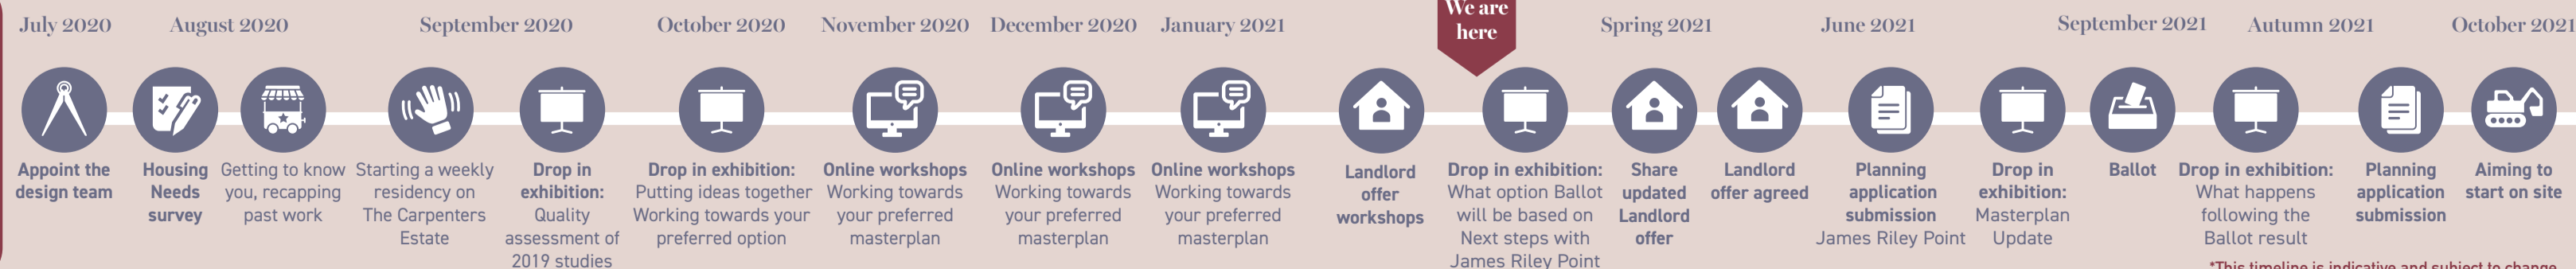 July 2020
August 2020
September 2020
October 2020
November 2020
December 2020
January 2021
We are
here
Spring 2021
June 2021
September 2021
Autumn 2021
October 2021
Appoint the
design team
Housing
Needs
survey
Getting to know
you, recapping
past work
Starting a weekly
residency on
The Carpenters
Estate
Drop in
exhibition:
Quality
assessment of
2019 studies
Drop in exhibition:
Putting ideas together
Working towards your
preferred option
Online workshops
Working towards
your preferred
masterplan
Online workshops
Working towards
your preferred
masterplan
Online workshops
Working towards
your preferred
masterplan
Landlord
offer
workshops
Drop in exhibition:
What option Ballot
will be based on
Next steps with
James Riley Point
Share
updated
Landlord
offer
Landlord
offer agreed
Planning
application
submission
James Riley Point
Drop in
exhibition:
Masterplan
Update
Ballot
Drop in exhibition:
What happens
following the
Ballot result
Planning
application
submission
Aiming to
start on site
*This timeline is indicative and subject to change